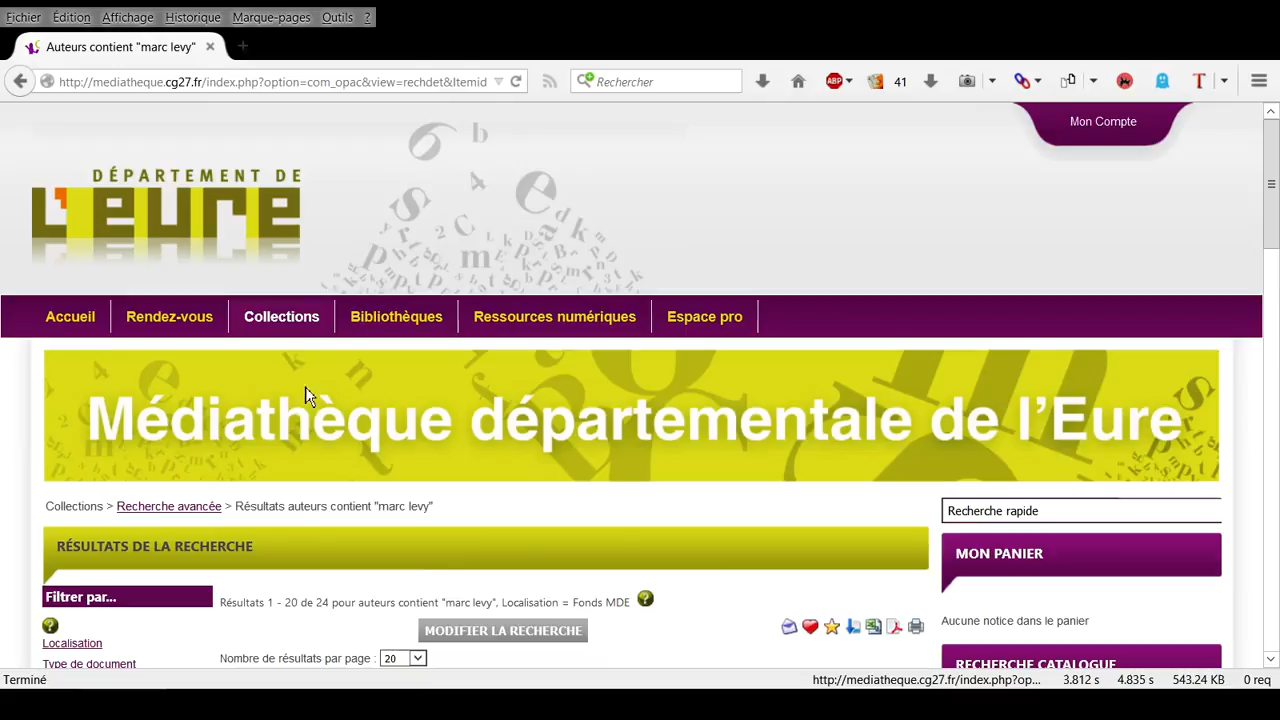 Fichier Édition Affichage Historique Marque-pages Outils ?
Auteurs contient "marc levy"
http://mediatheque.cg27.fr/index.php?option=com_opac&view=rechdet&Itemid
Rechercher
ABP
41
T
Mon Compte
DÉPARTEMENT DE
L'eure
Accueil Rendez-vous Collections Bibliothèques Ressources numériques Espace pro
Médiathèque départementale de l'Eure
Collections > Recherche avancée > Résultats auteurs contient "marc levy"
Recherche rapide
RÉSULTATS DE LA RECHERCHE
MON PANIER
Filtrer par...
Résultats 1 - 20 de 24 pour auteurs contient "marc levy", Localisation = Fonds MDE
Aucune notice dans le panier
MODIFIER LA RECHERCHE
Localisation
Nombre de résultats par page : 20
Type de document
RECHERCHE CATALOGUE
Terminé
http://mediatheque.cg27.fr/index.php?op... 3.812 s 4.835 s 543.24 KB 0 req